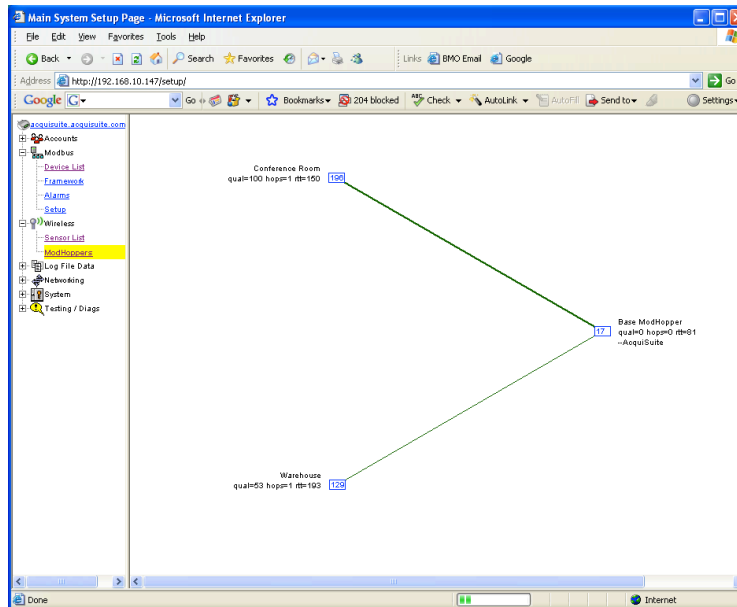 Main System Setup Page - Microsoft Internet Explorer
File Edit View Favorites Tools Help
Back Search Favorites Links BMO Email Google
Address http://192.168.10.147/setup/ Go
Google G Go Bookmarks 204 blocked ABC Check AutoLink AutoFill Send to Settings
acquisuite.acquisuite.com
Accounts
Modbus
Device List
Framework
Alarms
Setup
Wireless
Sensor List
ModHoppers
Log File Data
Networking
System
Testing / Diags
Conference Room
qual=100 hops=1 rtt=150 196
Base ModHopper
17 qual=0 hops=0 rtt=81
--AcquiSuite
Warehouse
qual=53 hops=1 rtt=193 129
Done Internet